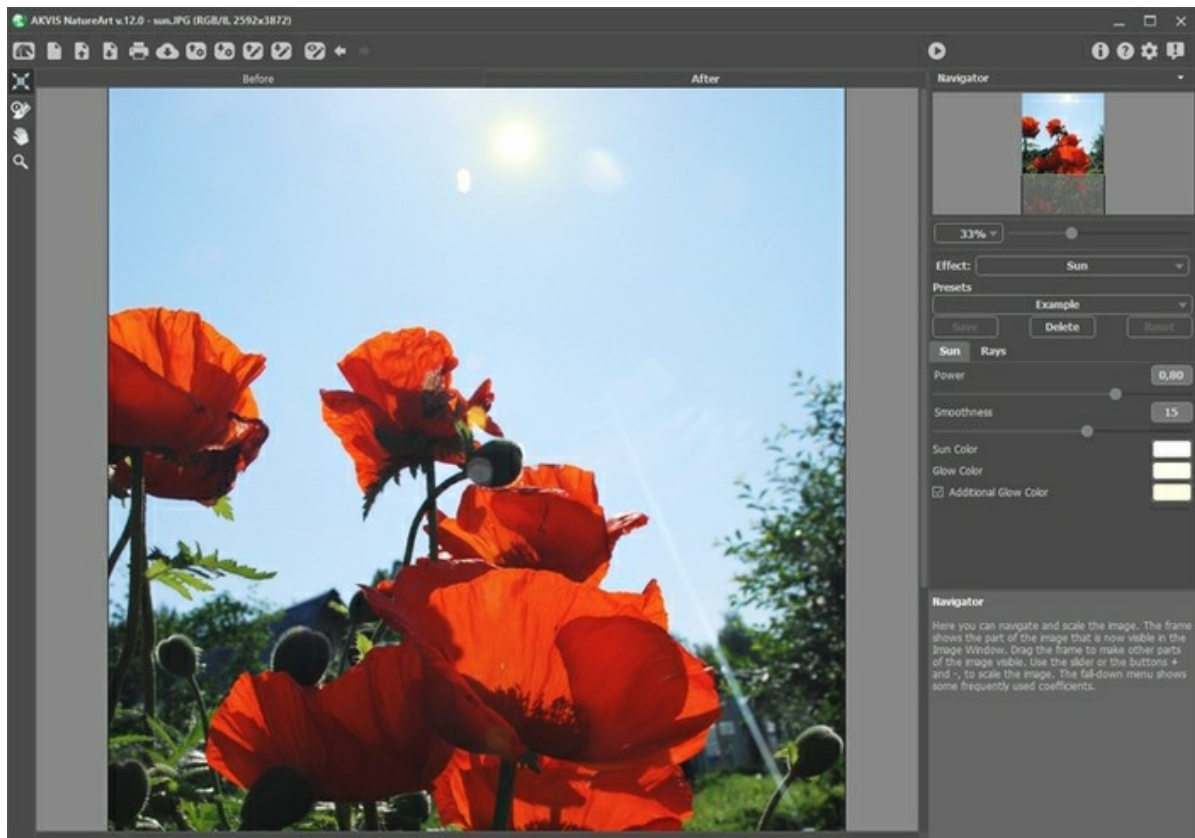 AKVIS NatureArt v.12.0 - sun.JPG (RGB/8, 2592x3872)
Before
After
Navigator
33%
Effect:
Sun
Presets
Example
Save
Delete
Reset
Sun
Rays
Power
0,80
Smoothness
15
Sun Color
Glow Color
Additional Glow Color
Navigator
Here you can navigate and scale the image. The frame
shows the part of the image that is now visible in the
Image Window. Drag the frame to make other parts
of the image visible. Use the slider or the buttons +
and -, to scale the image. The fall-down menu shows
some frequently used coefficients.